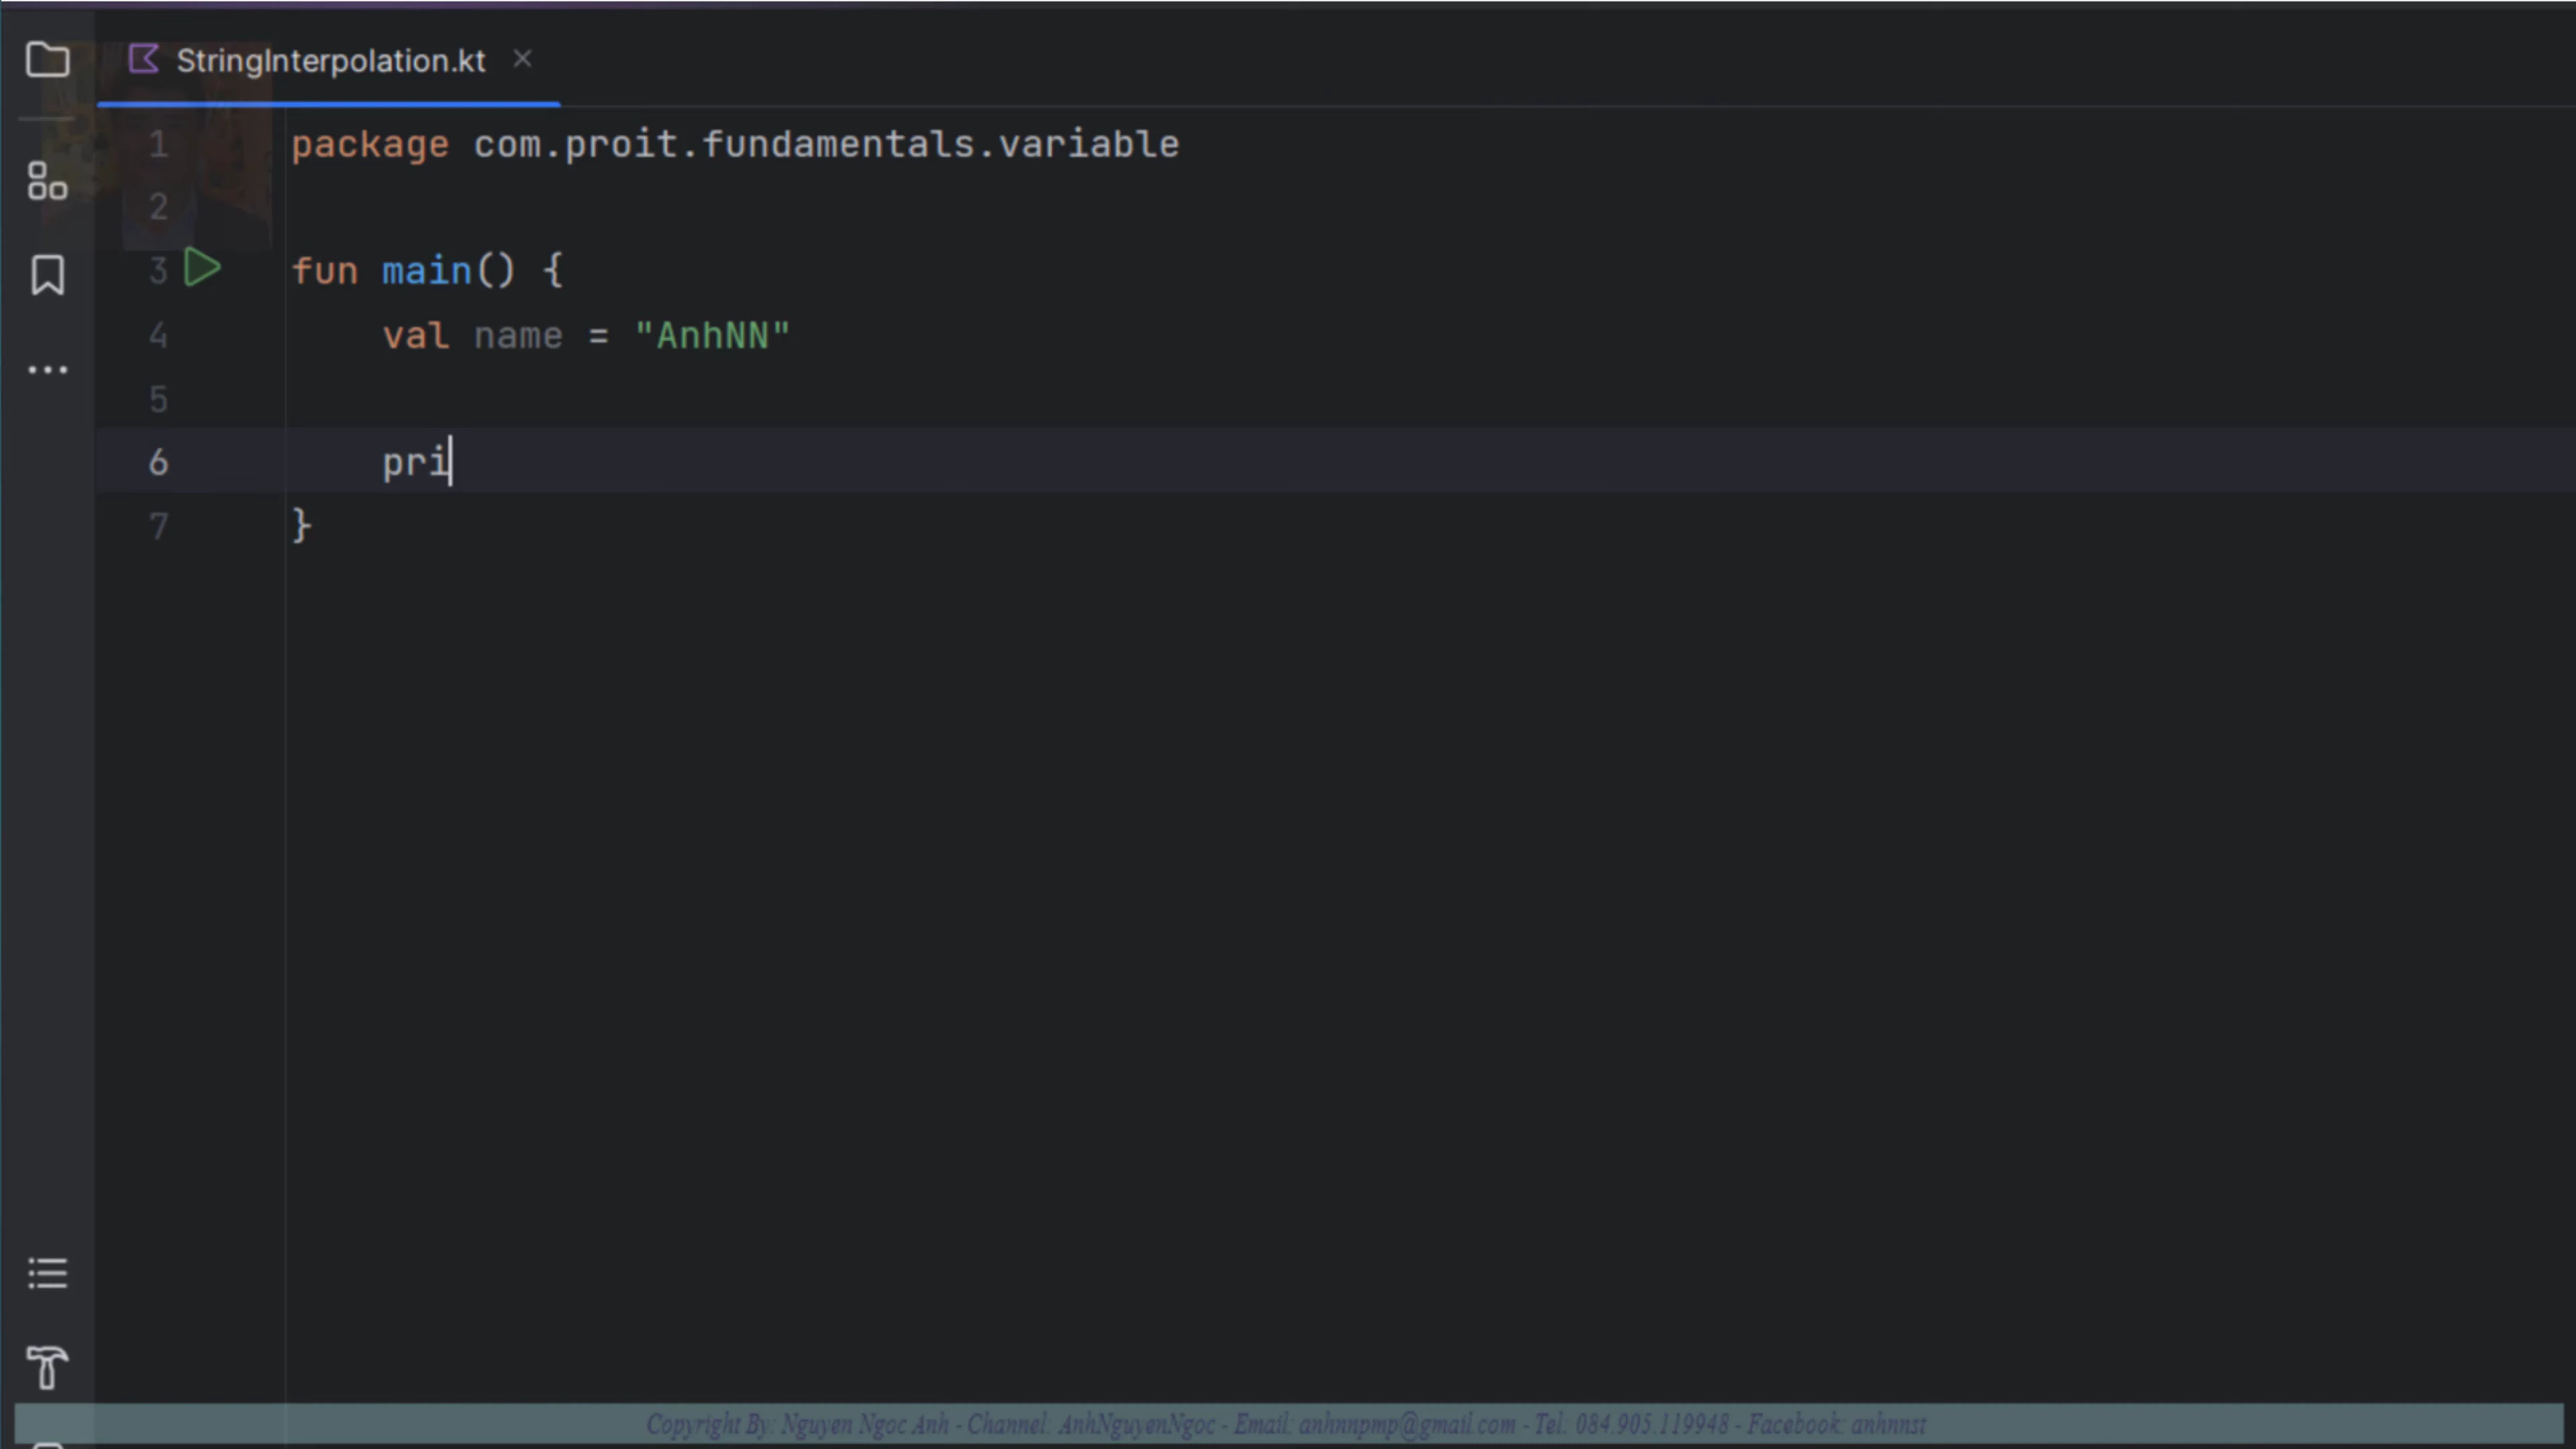 StringInterpolation.kt
1 package com.proit.fundamentals.variable
2
3 fun main() {
4 val name = "AnhNN"
5
6 pri
7 }
Copyright By: Nguyen Ngoc Anh - Channel: AnhNguyenNgoc - Email: anhnnpmp@gmail.com - Tel: 084.905.119948 - Facebook: anhnnst